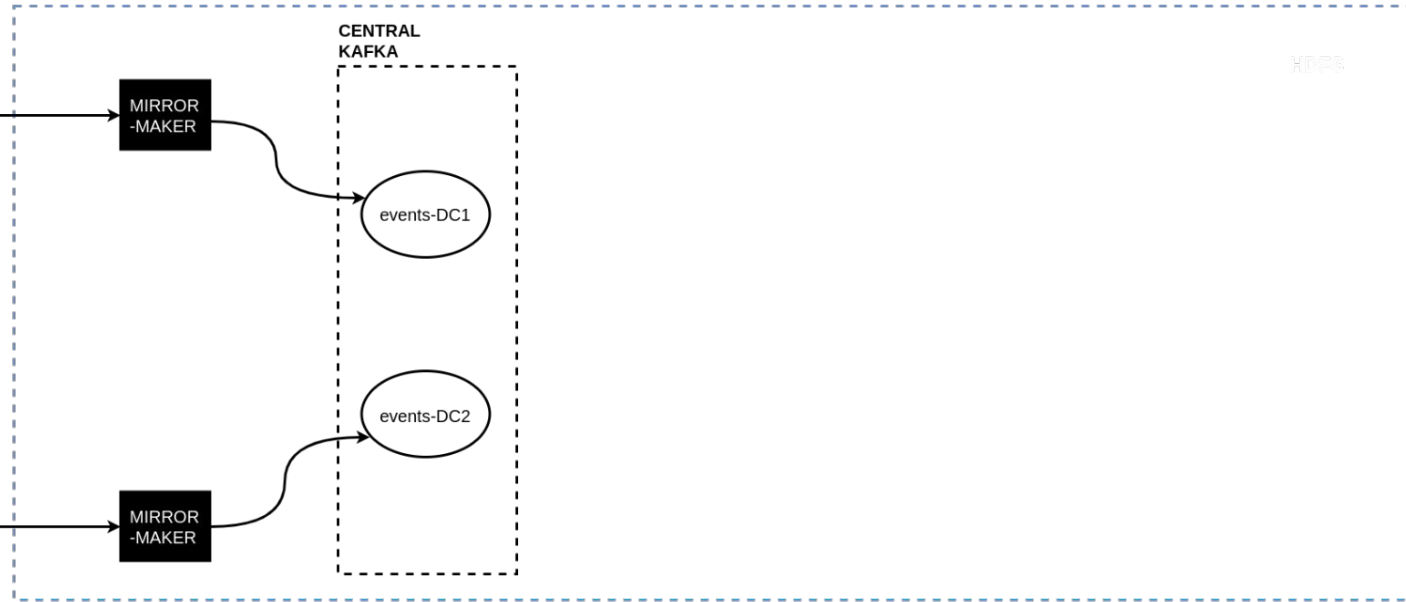 CENTRAL
KAFKA
MIRROR
-MAKER
events-DC1
events-DC2
MIRROR
-MAKER